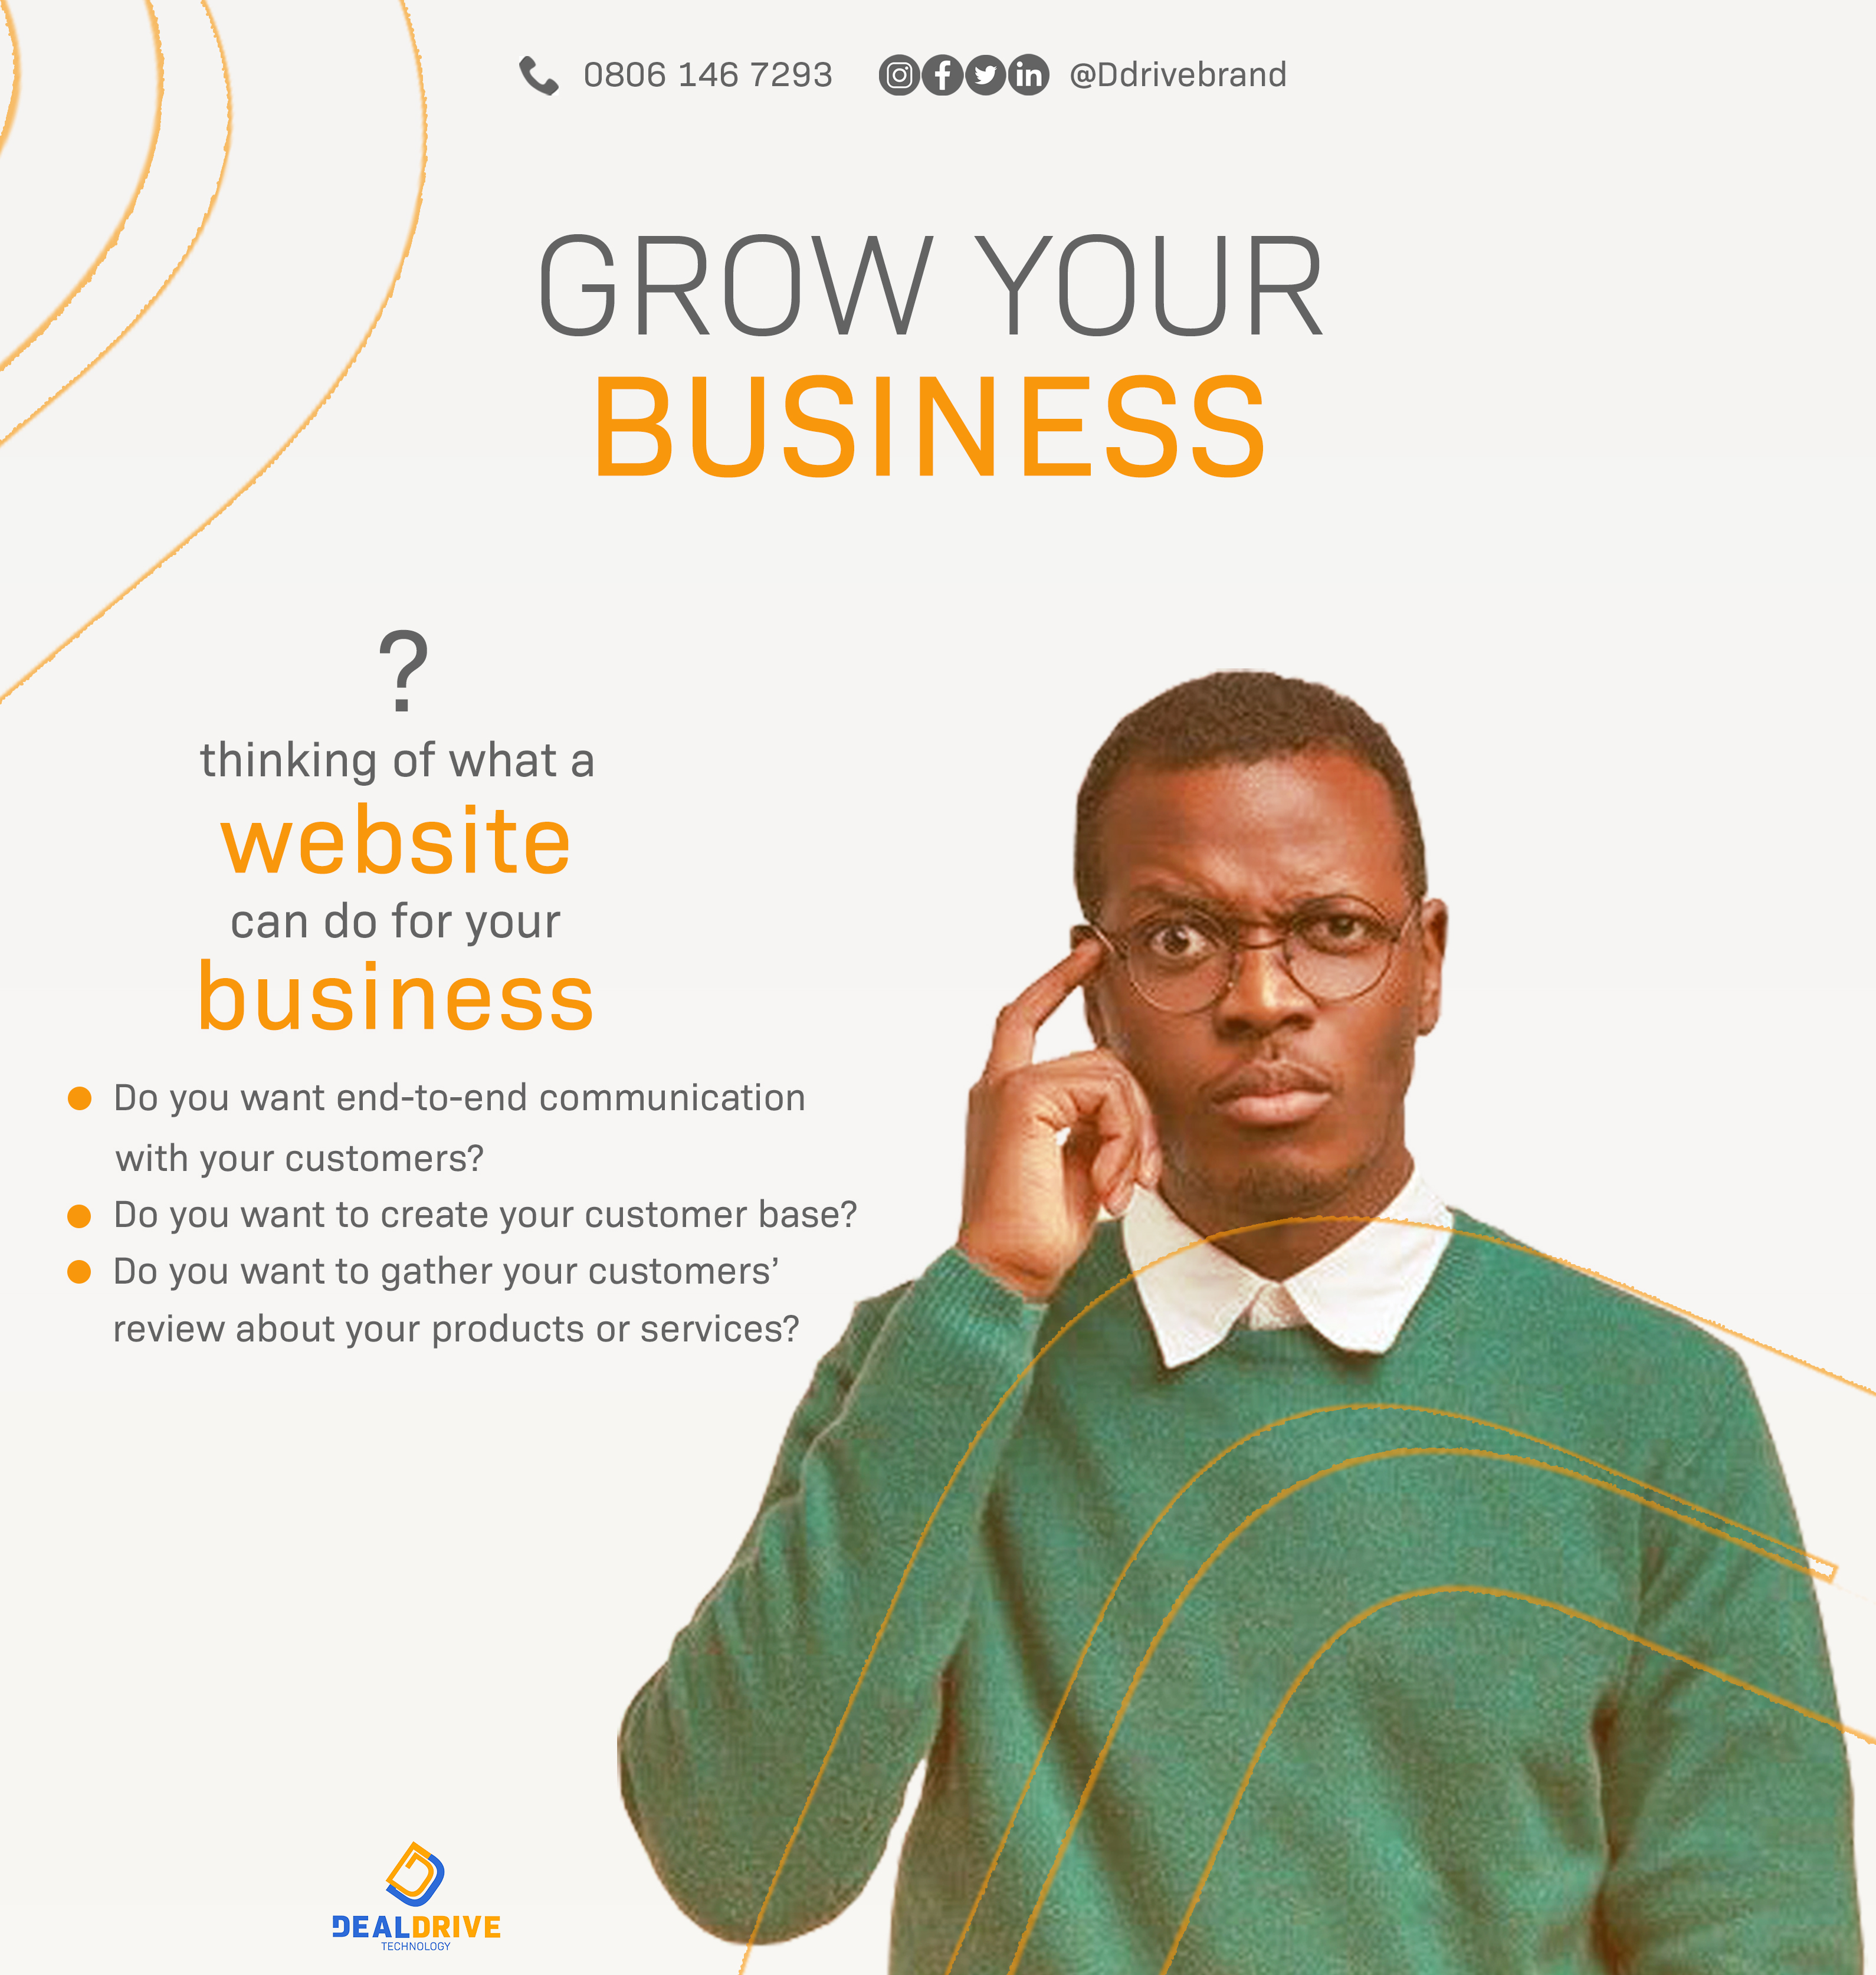 0806 146 7293 @Ddrivebrand
GROW YOUR
BUSINESS
?
thinking of what a
website
can do for your
business
Do you want end-to-end communication
with your customers?
Do you want to create your customer base?
Do you want to gather your customers’
review about your products or services?
DEALDRIVE
TECHNOLOGY